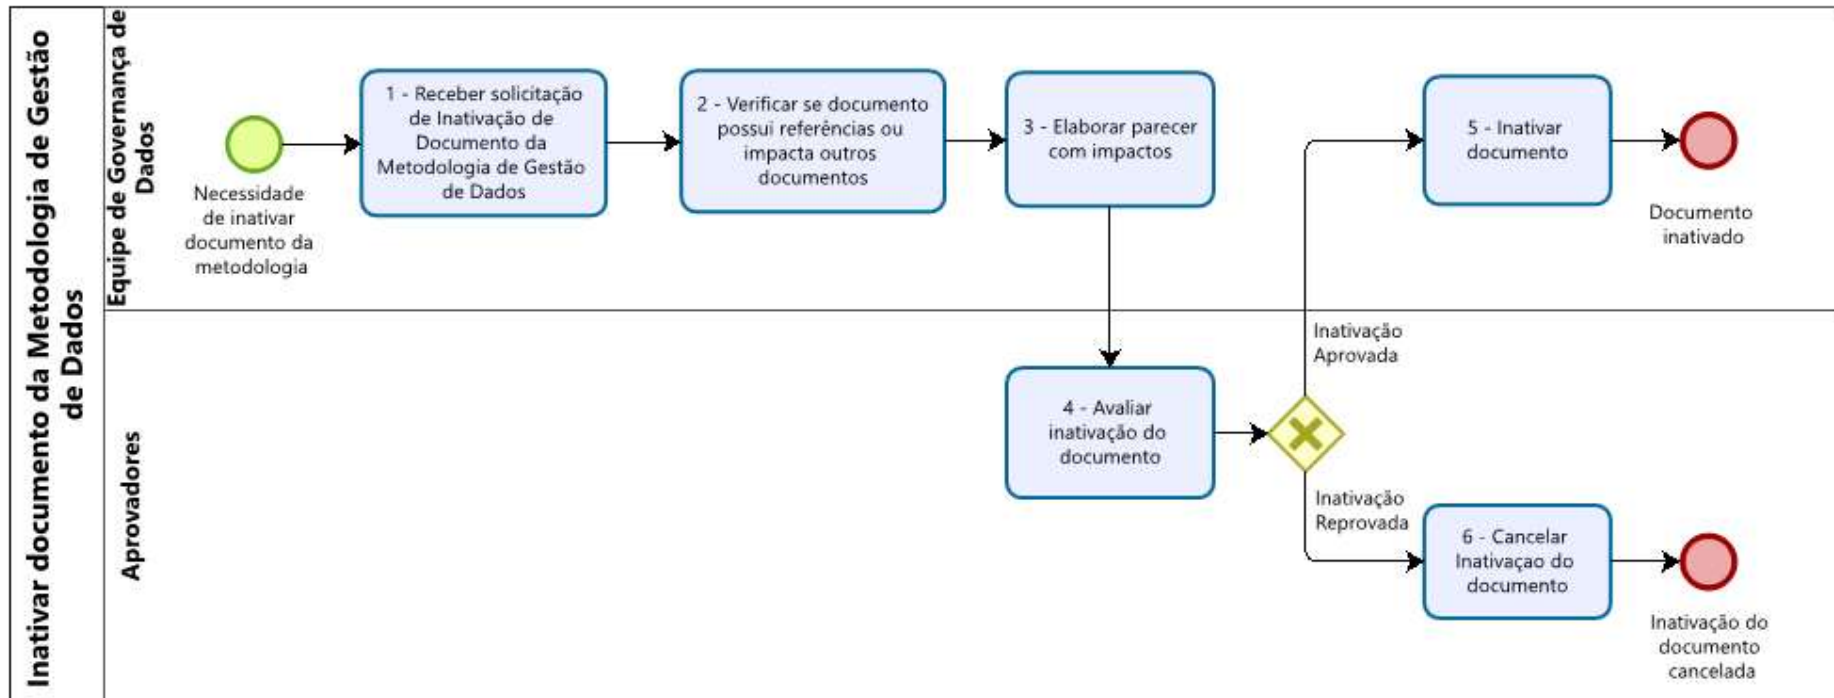 Inativar documento da Metodologia de Gestão
de Dados
Equipe de Governança de
Dados
Necessidade
de inativar
documento da
metodologia
1 - Receber solicitação
de Inativação de
Documento da
Metodologia de Gestão
de Dados
2 - Verificar se documento
possui referências ou
impacta outros
documentos
3 - Elaborar parecer
com impactos
5 - Inativar
documento
Documento
inativado
Aprovadores
4 - Avaliar
inativação do
documento
Inativação
Aprovada
Inativação
Reprovada
6 - Cancelar
Inativaçao do
documento
Inativação do
documento
cancelada